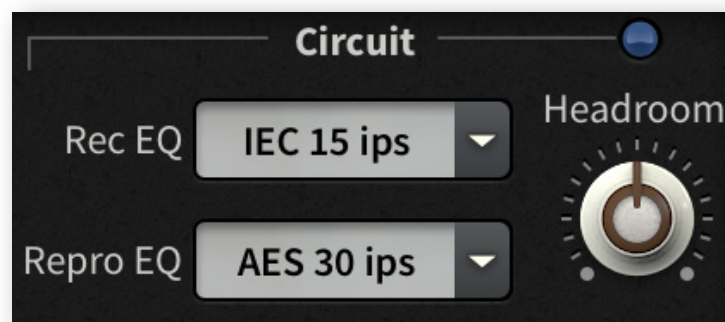 Circuit
Headroom
Rec EQ IEC 15 ips
Repro EQ AES 30 ips